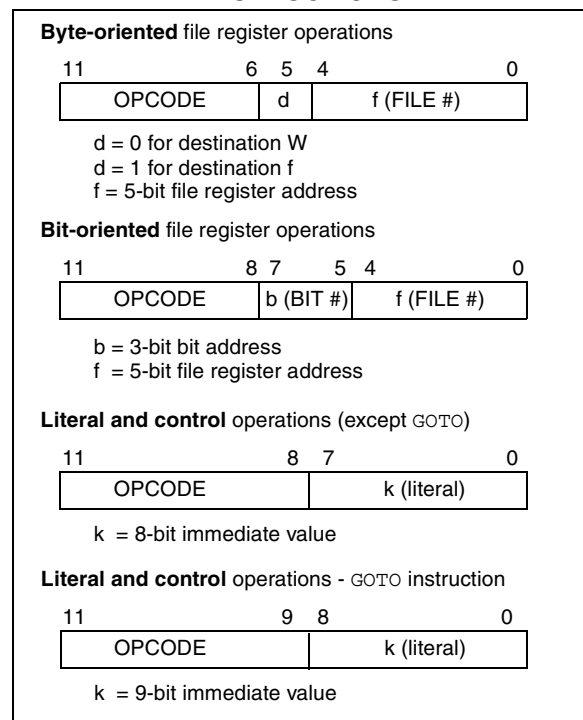 Byte-oriented file register operations
11 6 5 4 0
OPCODE d f (FILE #)
d = 0 for destination W
d = 1 for destination f
f = 5-bit file register address
Bit-oriented file register operations
11 8 7 5 4 0
OPCODE b (BIT #) f (FILE #)
b = 3-bit bit address
f = 5-bit file register address
Literal and control operations (except GOTO)
11 8 7 0
OPCODE k (literal)
k = 8-bit immediate value
Literal and control operations - GOTO instruction
11 9 8 0
OPCODE k (literal)
k = 9-bit immediate value